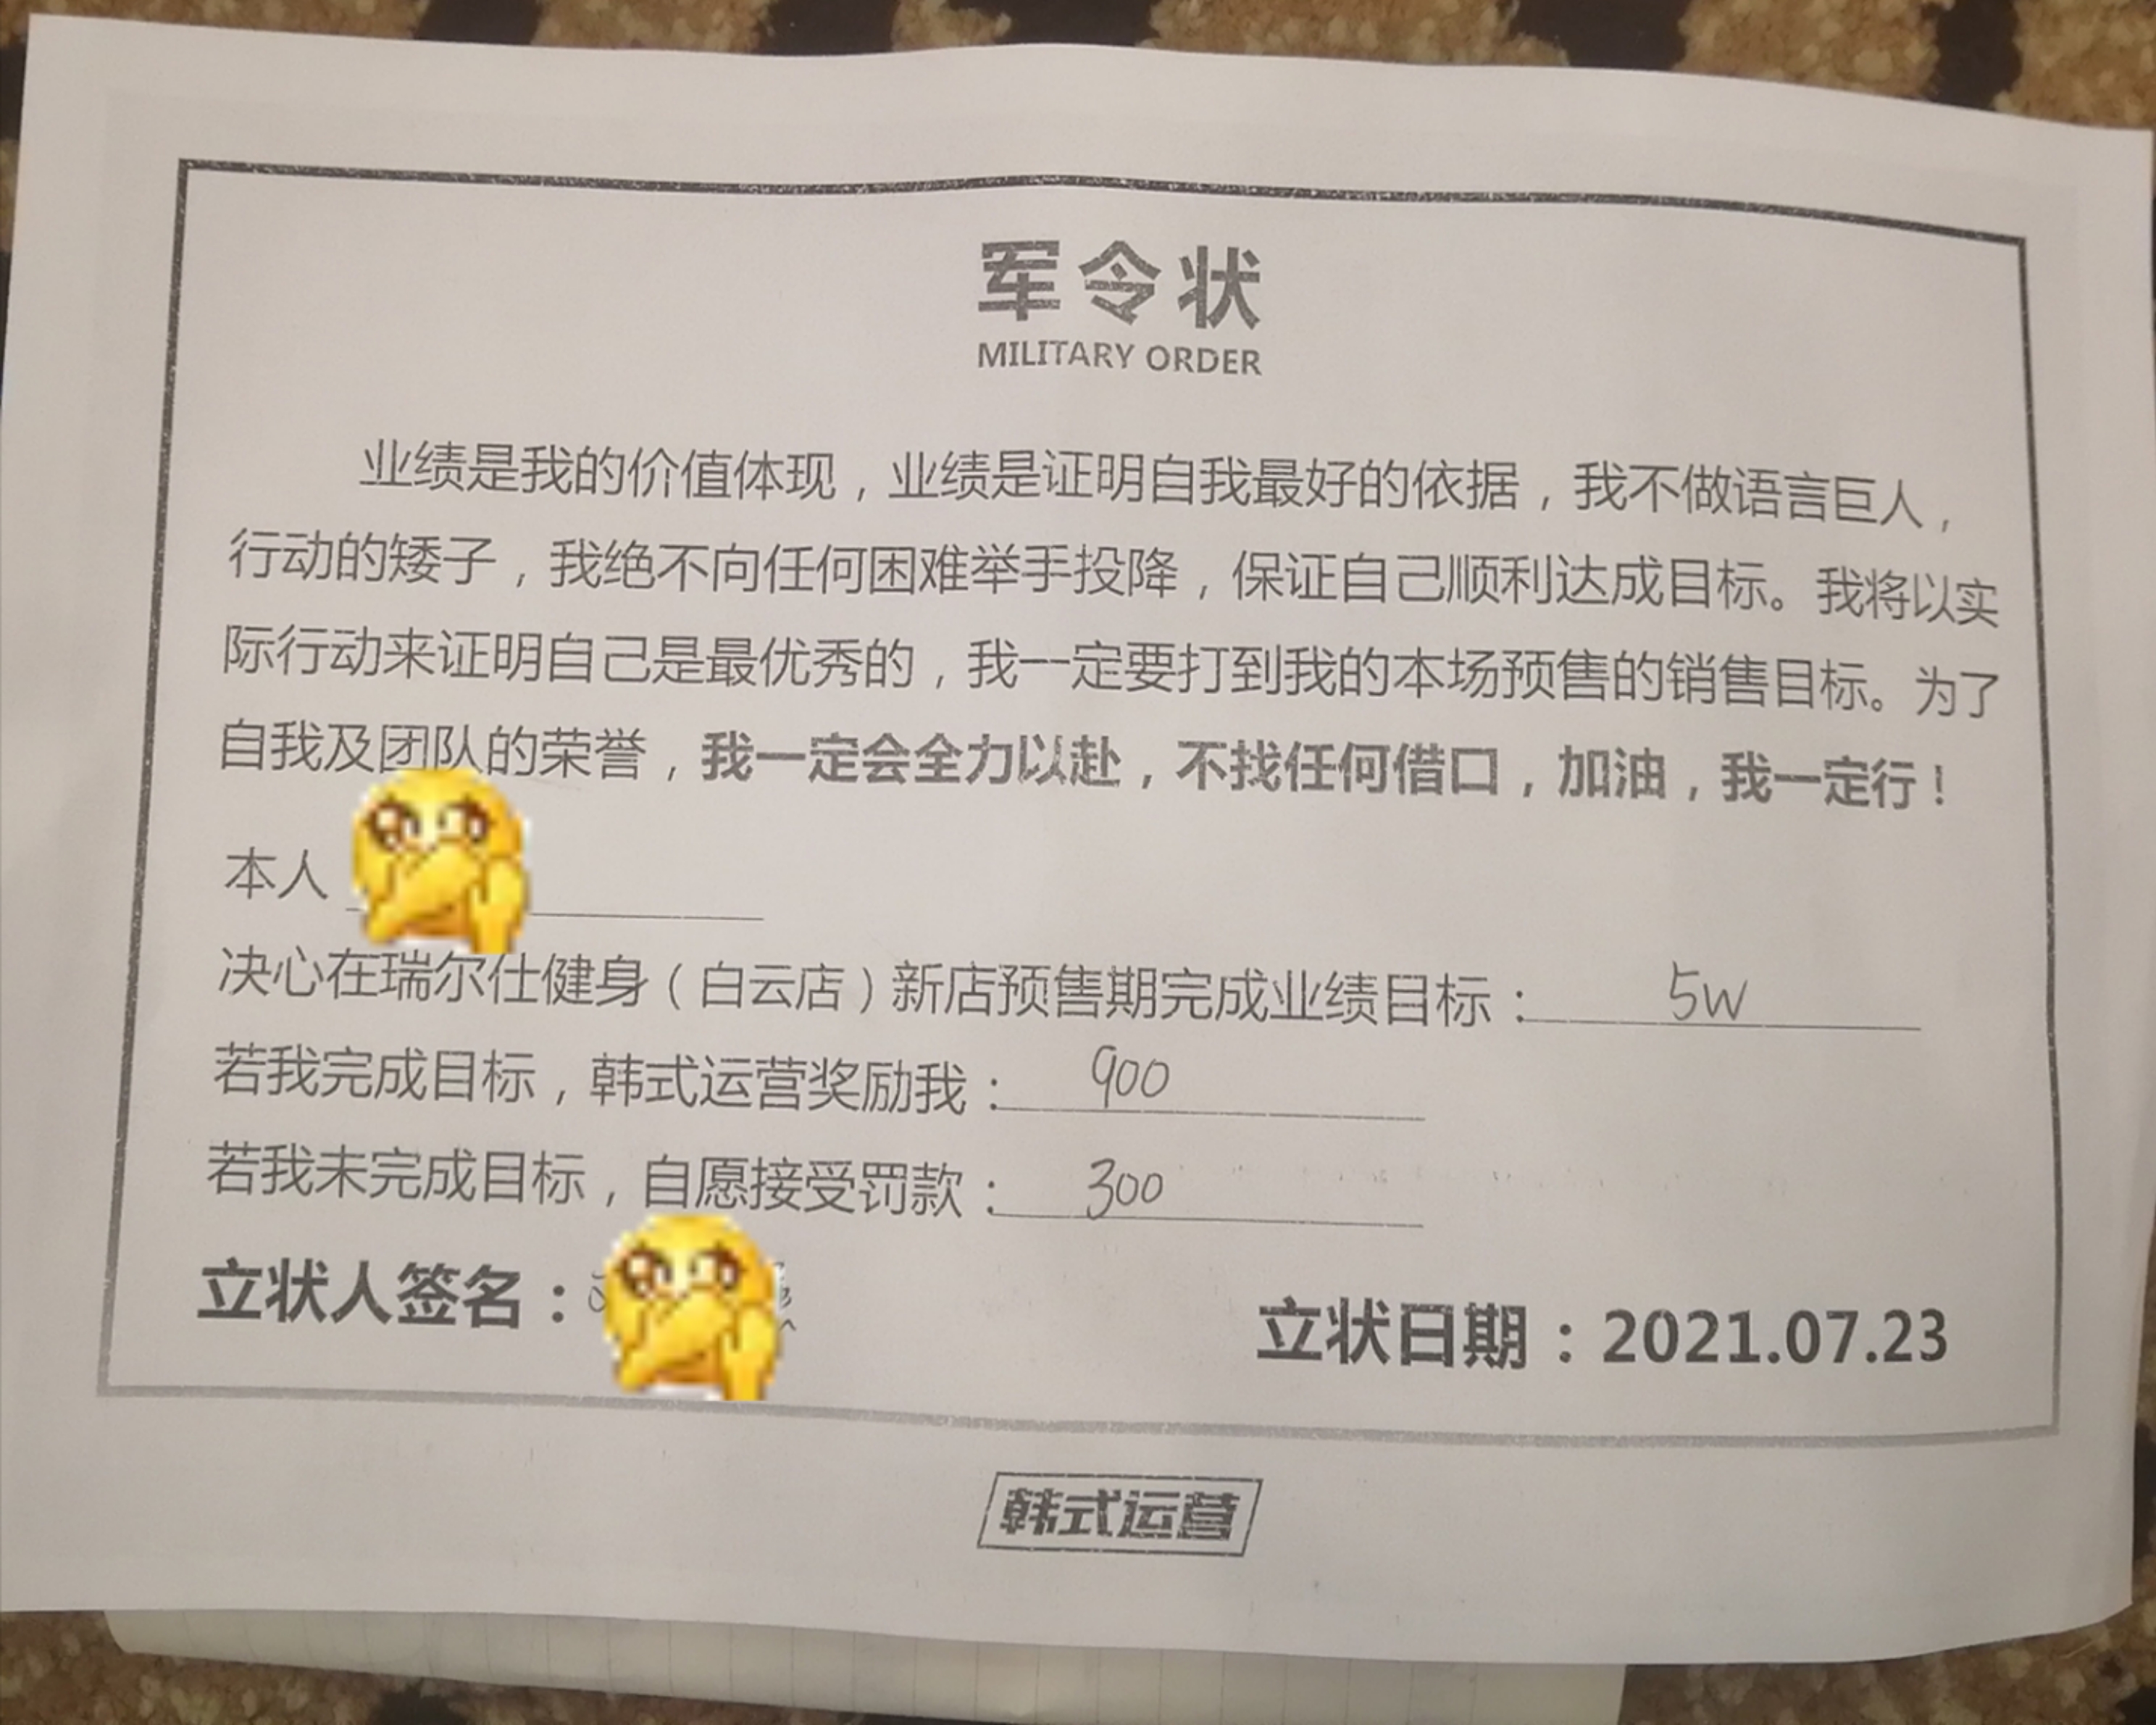 军令状
MILITARY ORDER
业绩是我的价值体现，业绩是证明自我最好的依据，我不做语言巨人，
行动的矮子，我绝不向任何困难举手投降，保证自己顺利达成目标。我将以实
际行动来证明自己是最优秀的，我一定要打到我的本场预售的销售目标。为了
自我及团队的荣誉，我一定会全力以赴，不找任何借口，加油，我一定行！
本人
决心在瑞尔仕健身（白云店）新店预售期完成业绩目标：5W
若我完成目标，韩式运营奖励我：900
若我未完成目标，自愿接受罚款：300
立状人签名：
立状日期：2021.07.23
韩式运营